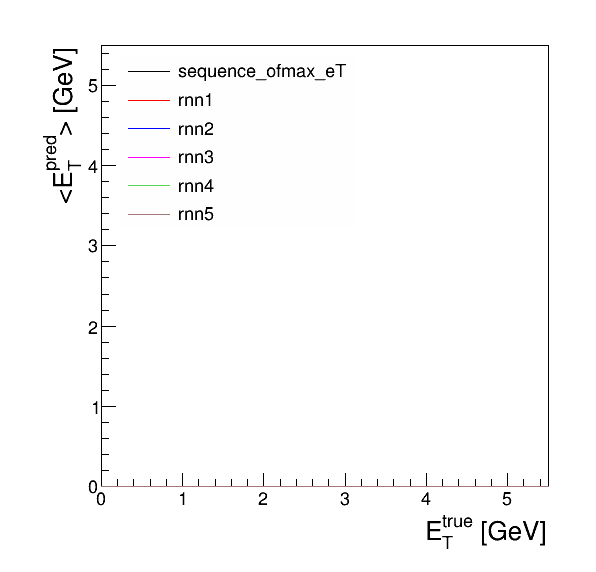 <E_T^pred> [GeV]
sequence_ofmax_eT
rnn1
rnn2
rnn3
rnn4
rnn5
5
4
3
2
1
0
0 1 2 3 4 5
E_T^true [GeV]